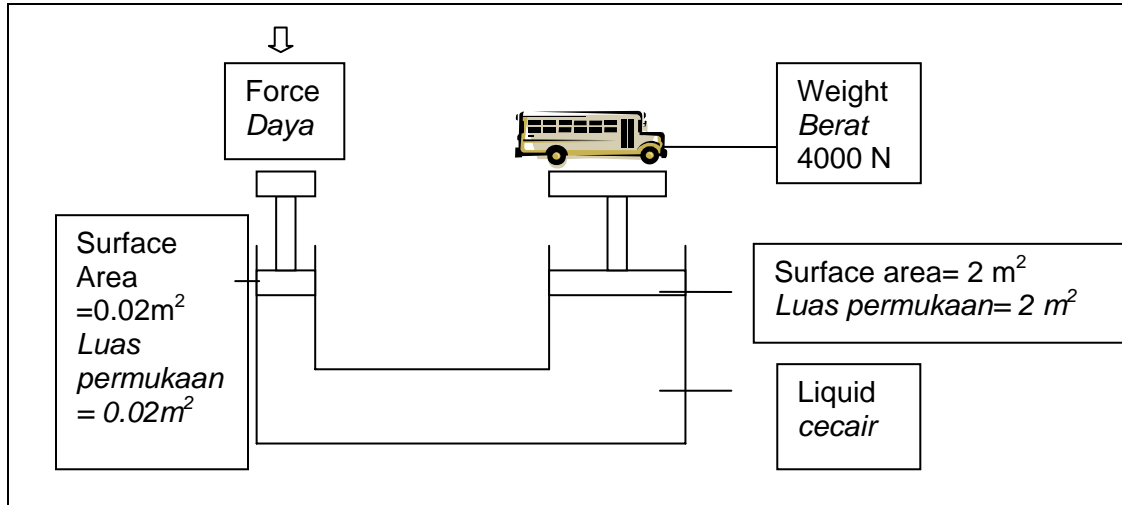 Force
Daya
Weight
Berat
4000 N
Surface
Area
=0.02m²
Luas
permukaan
= 0.02m²
Surface area= 2 m²
Luas permukaan= 2 m²
Liquid
cecair